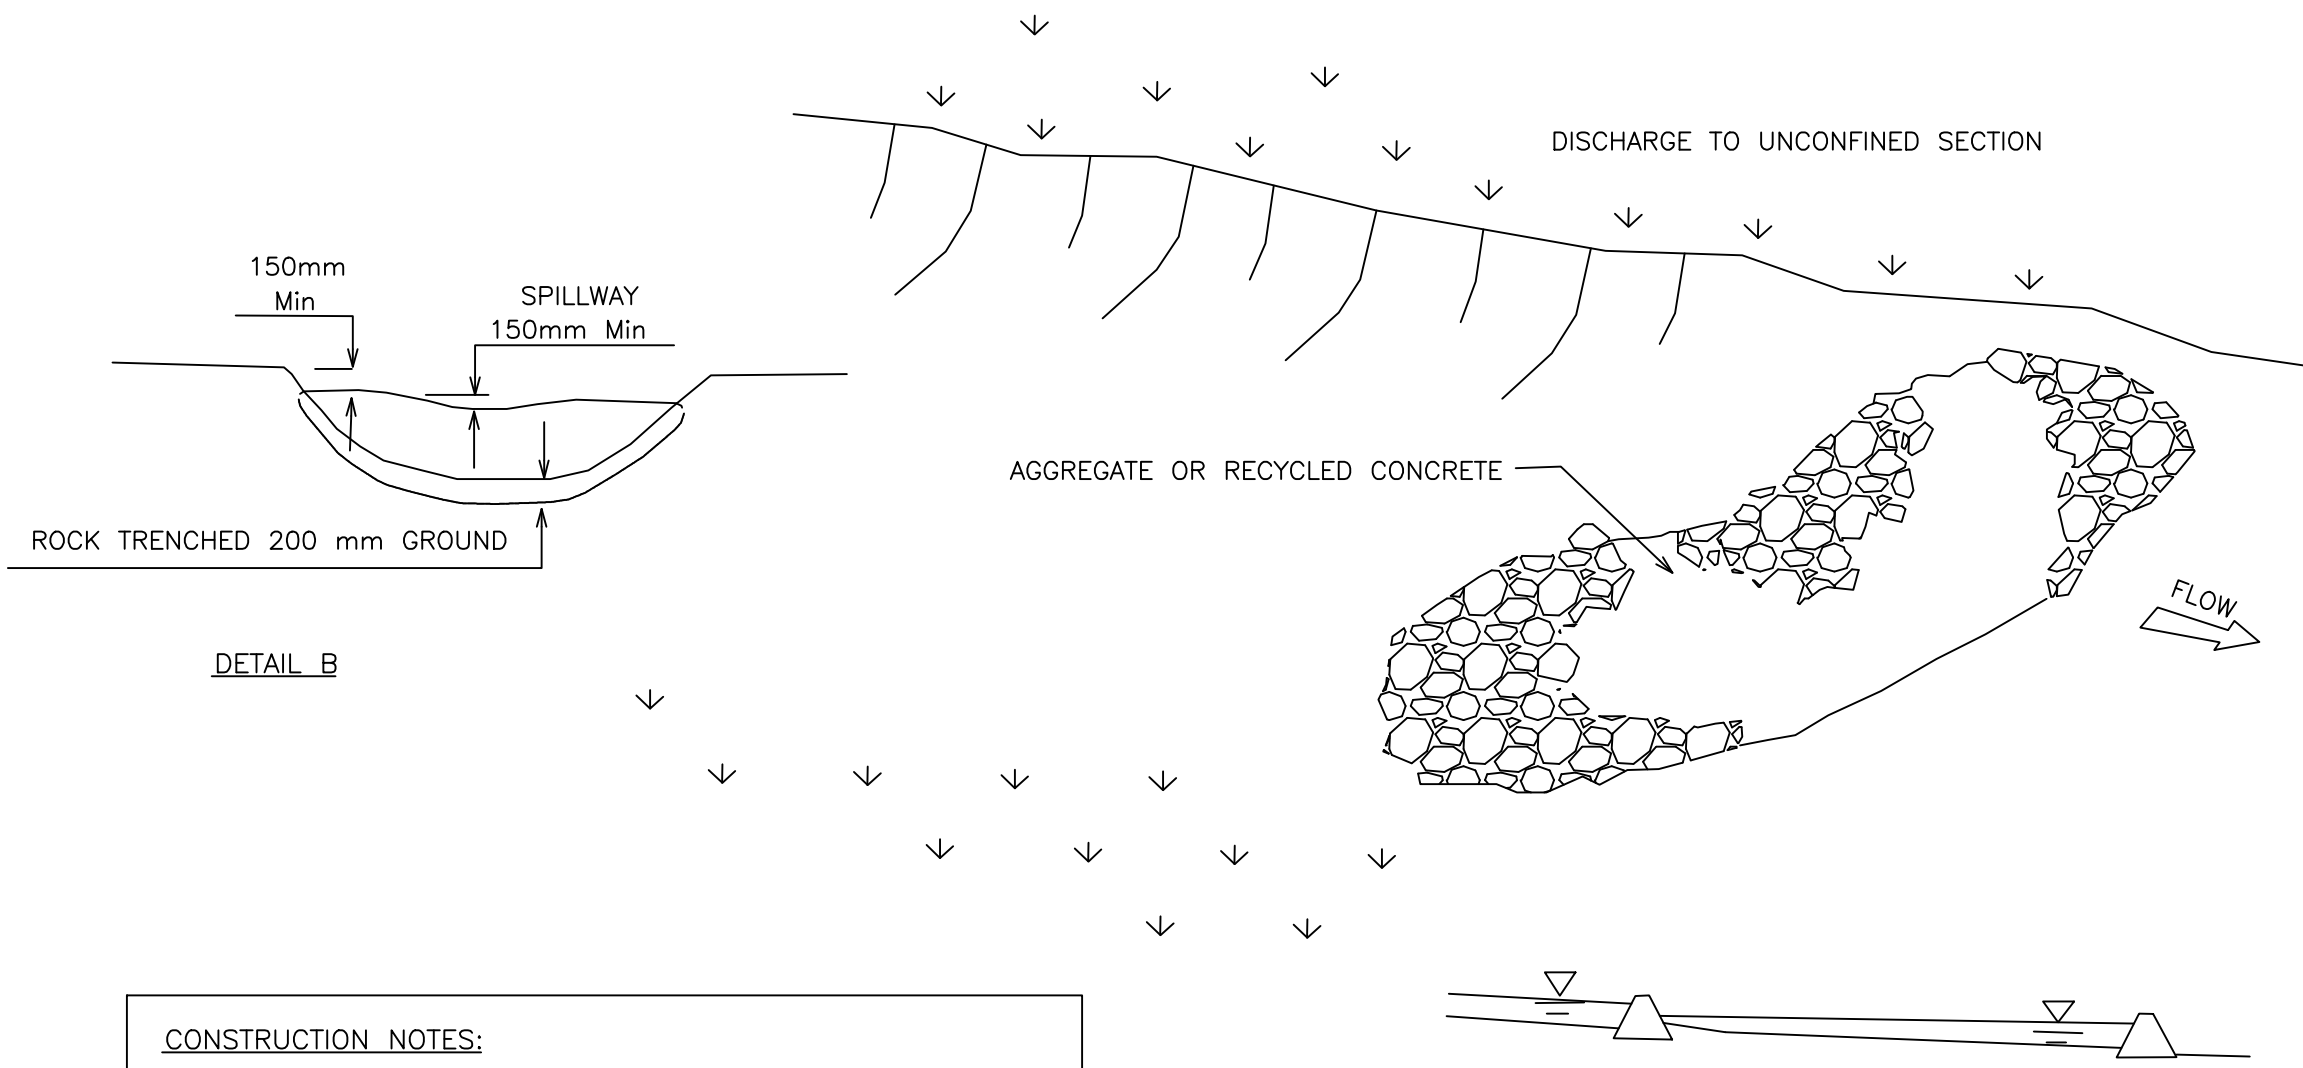 DISCHARGE TO UNCONFINED SECTION
150mm
Min
SPILLWAY
150mm Min
AGGREGATE OR RECYCLED CONCRETE
ROCK TRENCHED 200 mm GROUND
FLOW
DETAIL B
CONSTRUCTION NOTES: